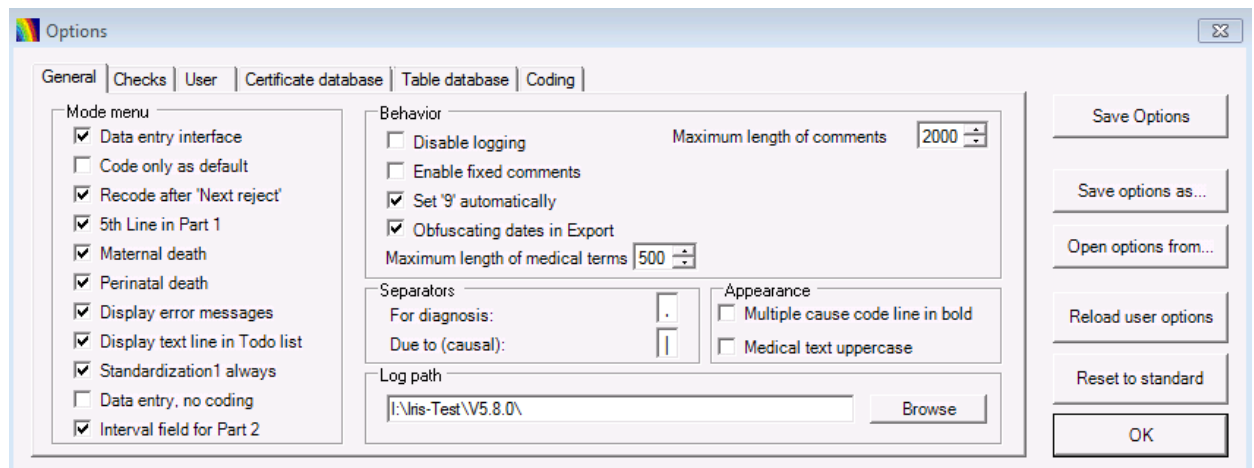 Options
General Checks User Certificate database Table database Coding
Mode menu
Data entry interface
Code only as default
Recode after 'Next reject'
5th Line in Part 1
Maternal death
Perinatal death
Display error messages
Display text line in Todo list
Standardization1 always
Data entry, no coding
Interval field for Part 2
Behavior
Disable logging
Maximum length of comments 2000
Enable fixed comments
Set '9' automatically
Obfuscating dates in Export
Maximum length of medical terms 500
Separators
For diagnosis: .
Due to (causal): |
Appearance
Multiple cause code line in bold
Medical text uppercase
Log path
I:\Iris-Test\V5.8.0\ Browse
Save Options
Save options as...
Open options from...
Reload user options
Reset to standard
OK